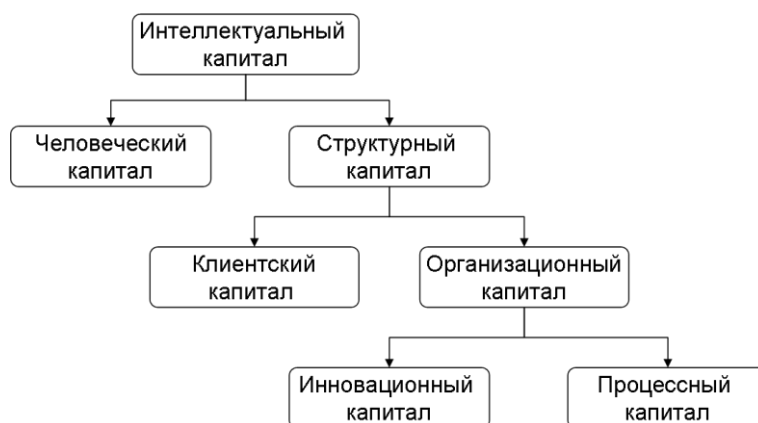 Интеллектуальный
капитал
Человеческий
капитал
Структурный
капитал
Клиентский
капитал
Организационный
капитал
Инновационный
капитал
Процессный
капитал